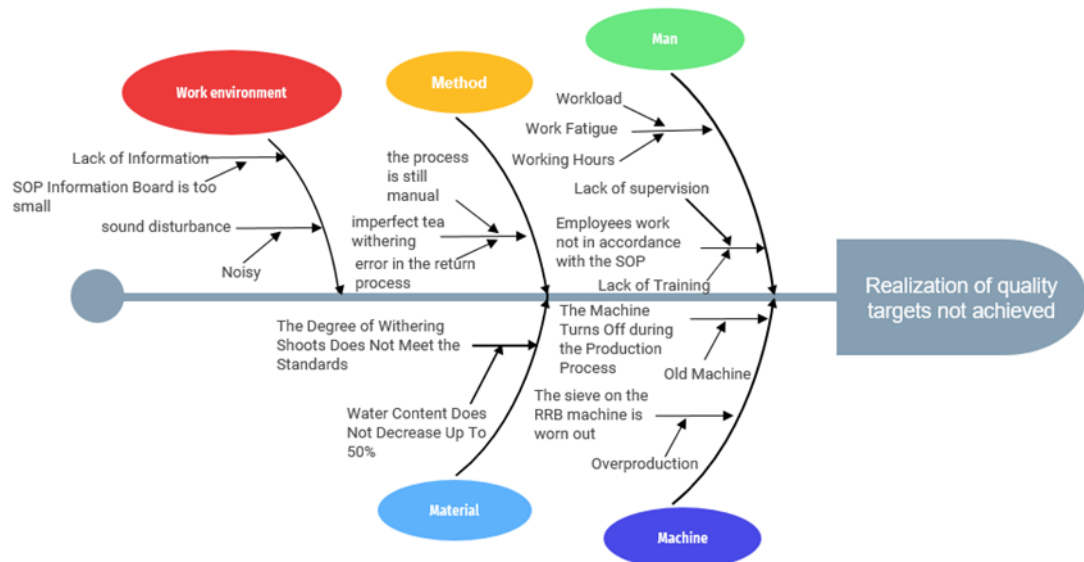 Man
Work environment
Method
Workload
Work Fatigue
Working Hours
Lack of Information
SOP Information Board is too
small
the process
is still
manual
Lack of supervision
sound disturbance
imperfect tea
withering
Employees work
not in accordance
with the SOP
Noisy
error in the return
process
Lack of Training
Realization of quality
targets not achieved
The Degree of Withering
Shoots Does Not Meet the
Standards
The Machine
Turns Off during
the Production
Process
Old Machine
Water Content Does
Not Decrease Up To
50%
The sieve on the
RRB machine is
worn out
Overproduction
Material
Machine